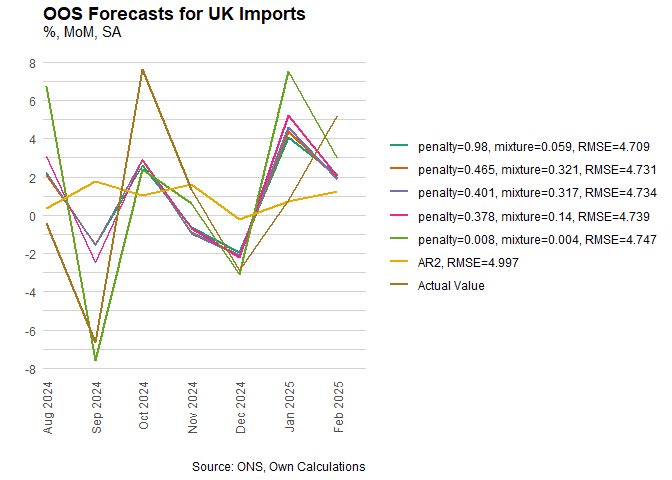 OOS Forecasts for UK Imports
%, MoM, SA
8
6
4
2
0
-2
-4
-6
-8
Aug 2024
Sep 2024
Oct 2024
Nov 2024
Dec 2024
Jan 2025
Feb 2025
penalty=0.98, mixture=0.059, RMSE=4.709
penalty=0.465, mixture=0.321, RMSE=4.731
penalty=0.401, mixture=0.317, RMSE=4.734
penalty=0.378, mixture=0.14, RMSE=4.739
penalty=0.008, mixture=0.004, RMSE=4.747
AR2, RMSE=4.997
Actual Value
Source: ONS, Own Calculations